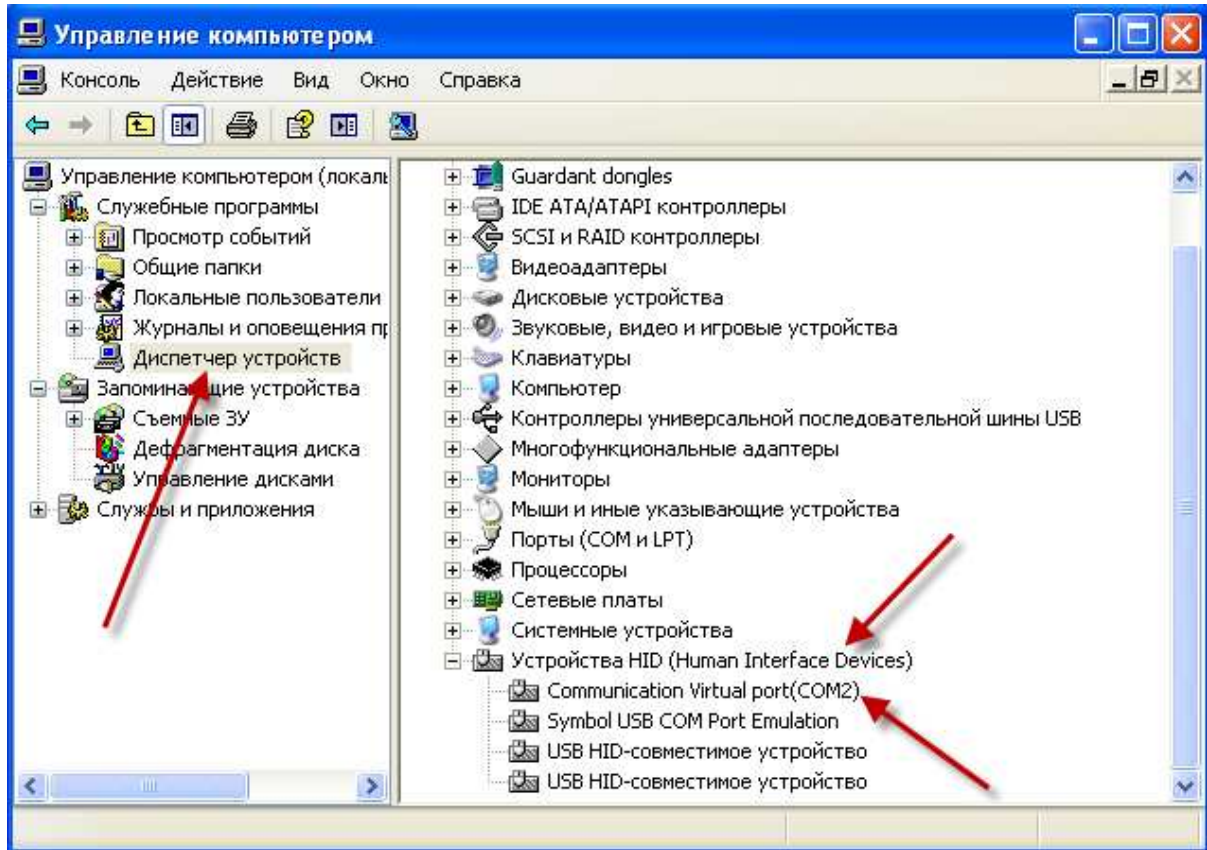 Управление компьютером
Консоль Действие Вид Окно Справка
Управление компьютером (локаль
Служебные программы
Просмотр событий
Общие папки
Локальные пользователи
Журналы и оповещения пр
Диспетчер устройств
Запоминающие устройства
Съемные ЗУ
Дефрагментация диска
Управление дисками
Службы и приложения
Guardant dongles
IDE ATA/ATAPI контроллеры
SCSI и RAID контроллеры
Видеоадаптеры
Дисковые устройства
Звуковые, видео и игровые устройства
Клавиатуры
Компьютер
Контроллеры универсальной последовательной шины USB
Многофункциональные адаптеры
Мониторы
Мыши и иные указывающие устройства
Порты (COM и LPT)
Процессоры
Сетевые платы
Системные устройства
Устройства HID (Human Interface Devices)
Communication Virtual port(COM2)
Symbol USB COM Port Emulation
USB HID-совместимое устройство
USB HID-совместимое устройство